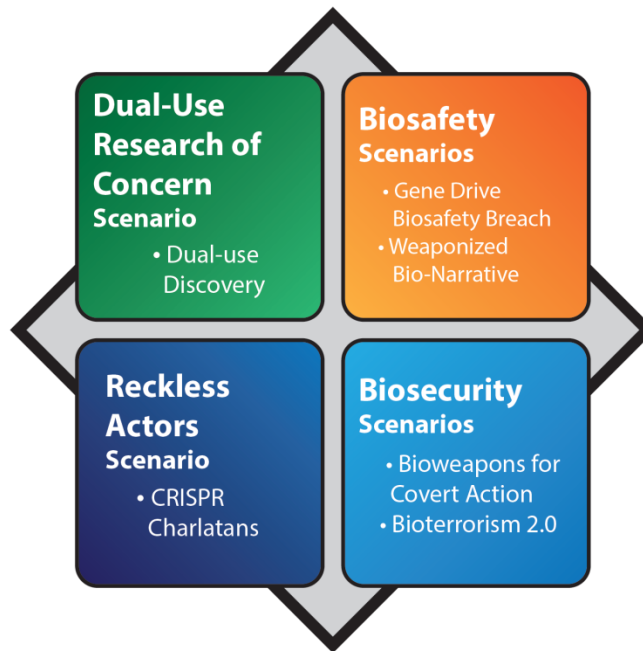 Dual-Use
Research of
Concern
Scenario
• Dual-use
Discovery
Biosafety
Scenarios
• Gene Drive
Biosafety Breach
• Weaponized
Bio-Narrative
Reckless
Actors
Scenario
• CRISPR
Charlatans
Biosecurity
Scenarios
• Bioweapons for
Covert Action
• Bioterrorism 2.0